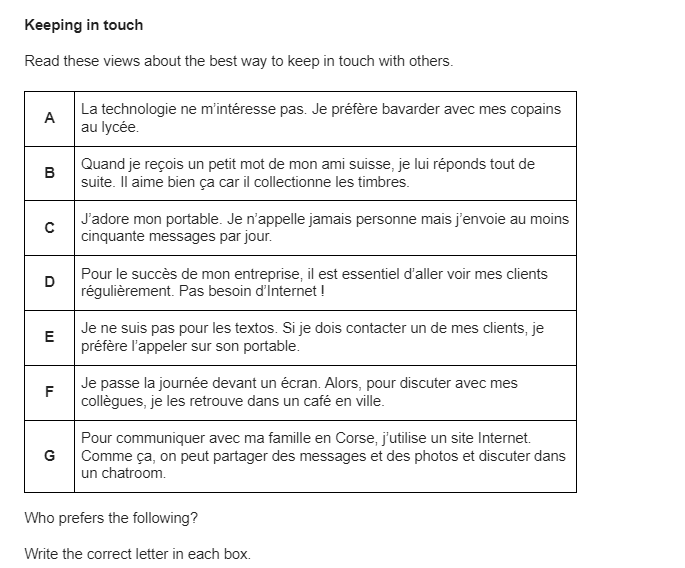 Keeping in touch
Read these views about the best way to keep in touch with others.
A
La technologie ne m'intéresse pas. Je préfère bavarder avec mes copains
au lycée.
B
Quand je reçois un petit mot de mon ami suisse, je lui réponds tout de
suite. Il aime bien ça car il collectionne les timbres.
C
J'adore mon portable. Je n'appelle jamais personne mais j'envoie au moins
cinquante messages par jour.
D
Pour le succès de mon entreprise, il est essentiel d'aller voir mes clients
régulièrement. Pas besoin d'Internet !
E
Je ne suis pas pour les textos. Si je dois contacter un de mes clients, je
préfère l'appeler sur son portable.
F
Je passe la journée devant un écran. Alors, pour discuter avec mes
collègues, je les retrouve dans un café en ville.
G
Pour communiquer avec ma famille en Corse, j'utilise un site Internet.
Comme ça, on peut partager des messages et des photos et discuter dans
un chatroom.
Who prefers the following?
Write the correct letter in each box.